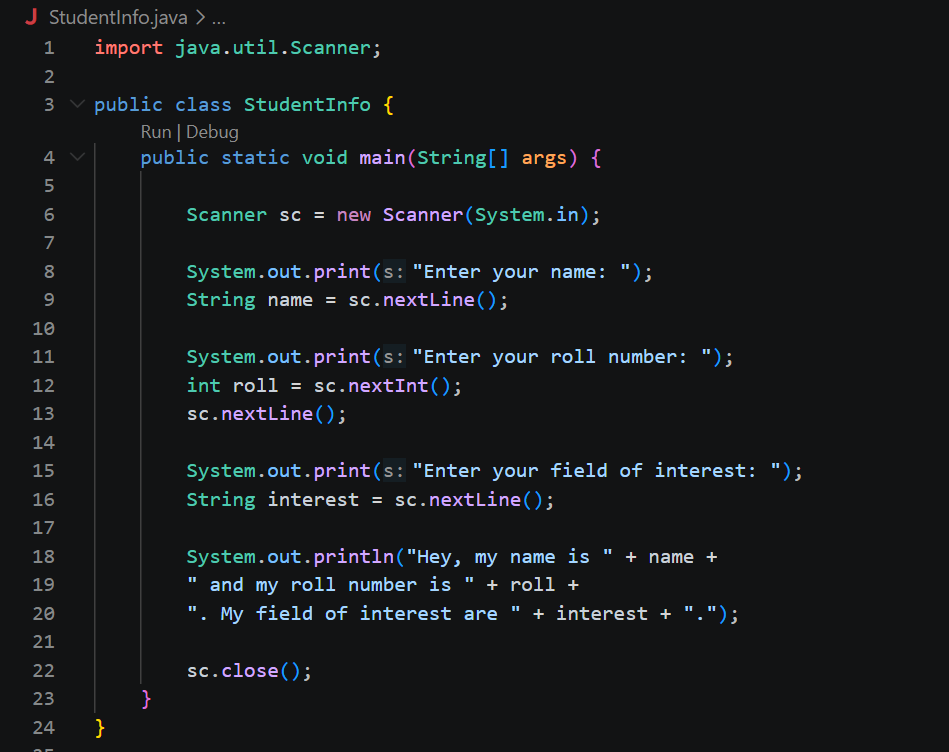 J StudentInfo.java > ...
1 import java.util.Scanner;
2
3 public class StudentInfo {
Run | Debug
4 public static void main(String[] args) {
5
6 Scanner sc = new Scanner(System.in);
7
8 System.out.print(s: "Enter your name: ");
9 String name = sc.nextLine();
10
11 System.out.print(s: "Enter your roll number: ");
12 int roll = sc.nextInt();
13 sc.nextLine();
14
15 System.out.print(s: "Enter your field of interest: ");
16 String interest = sc.nextLine();
17
18 System.out.println("Hey, my name is " + name +
19 " and my roll number is " + roll +
20 ". My field of interest are " + interest + ".");
21
22 sc.close();
23 }
24 }